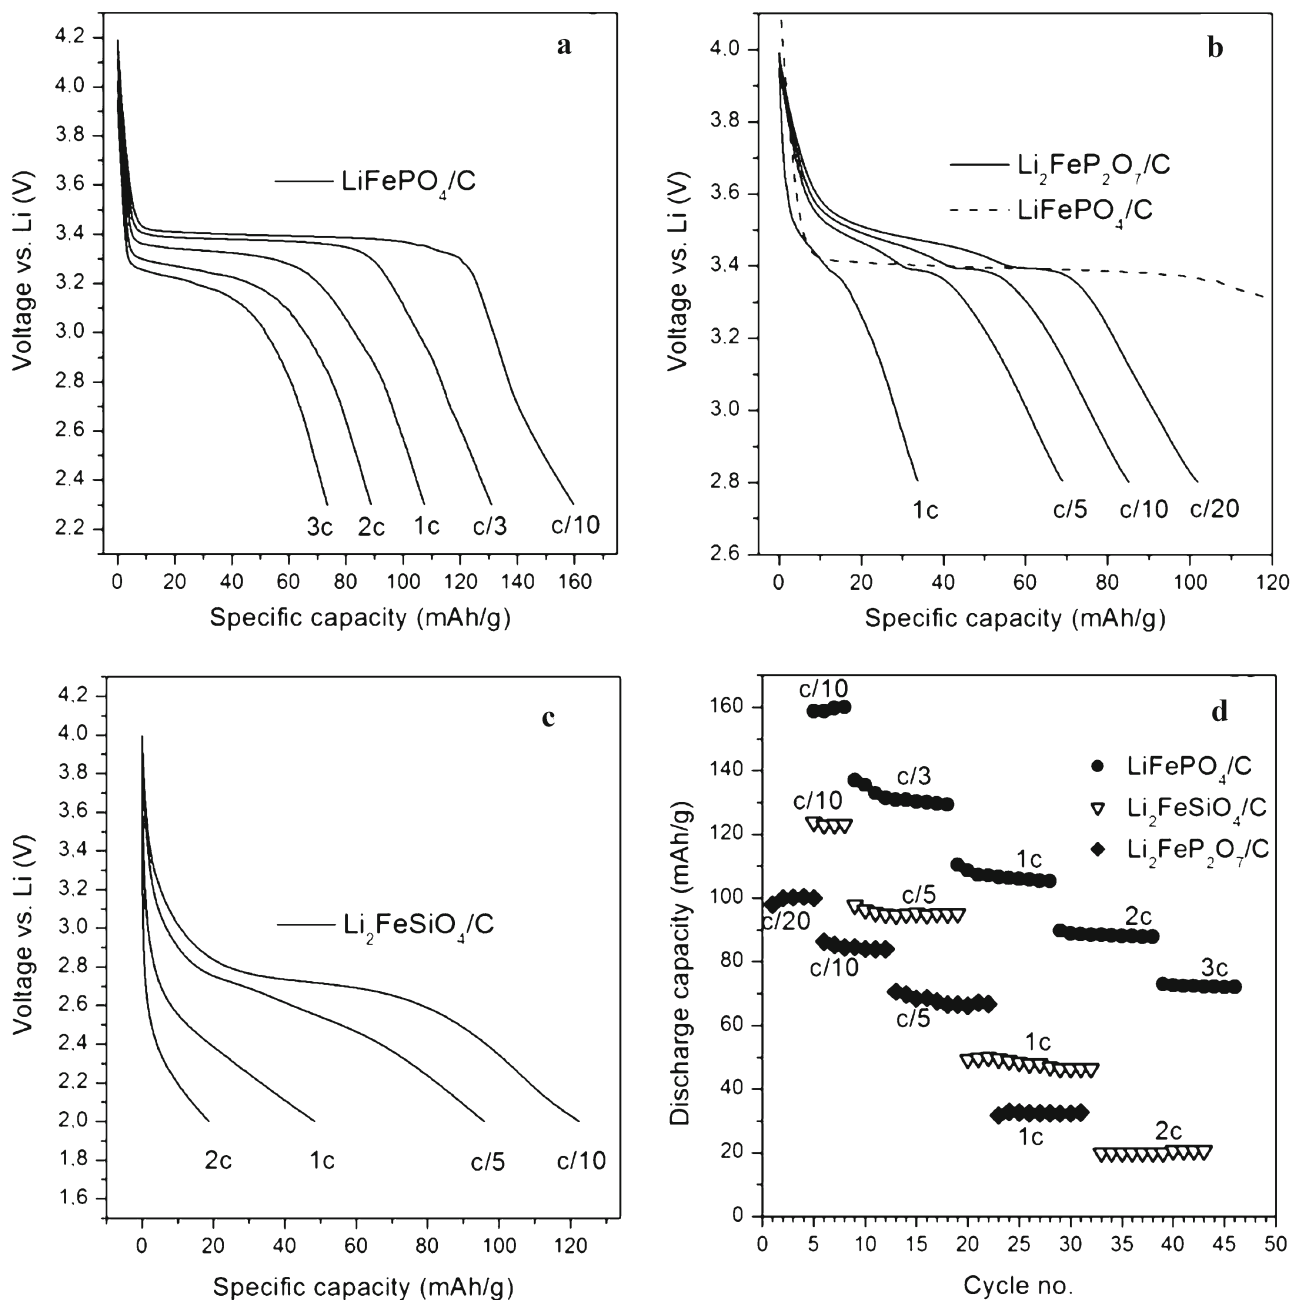 a
Voltage vs. Li (V)
4.2
4.0
3.8
3.6
3.4
3.2
3.0
2.8
2.6
2.4
2.2
LiFePO₄/C
3c 2c 1c c/3 c/10
0 20 40 60 80 100 120 140 160
Specific capacity (mAh/g)
b
Voltage vs. Li (V)
4.0
3.8
3.6
3.4
3.2
3.0
2.8
2.6
Li₂FeP₂O₇/C
LiFePO₄/C
1c c/5 c/10 c/20
0 20 40 60 80 100 120
Specific capacity (mAh/g)
c
Voltage vs. Li (V)
4.2
4.0
3.8
3.6
3.4
3.2
3.0
2.8
2.6
2.4
2.2
2.0
1.8
1.6
Li₂FeSiO₄/C
2c 1c c/5 c/10
0 20 40 60 80 100 120
Specific capacity (mAh/g)
d
Discharge capacity (mAh/g)
160
140
120
100
80
60
40
20
0
LiFePO₄/C
Li₂FeSiO₄/C
Li₂FeP₂O₇/C
c/10
c/3
c/10
1c
c/5
c/20
2c
c/10
3c
c/5
1c
1c
2c
0 5 10 15 20 25 30 35 40 45 50
Cycle no.